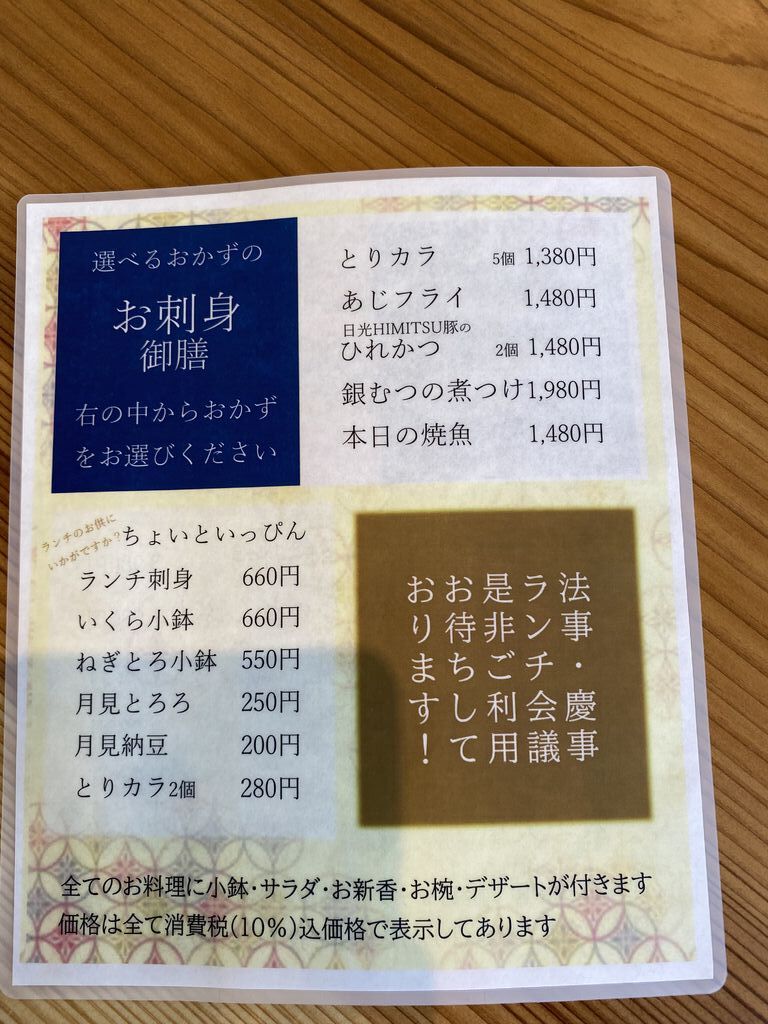 選べるおかずの
お刺身
御膳
右の中からおかず
をお選びください
とりカラ 5個 1,380円
あじフライ 1,480円
日光HIMITSU豚の
ひれかつ 2個 1,480円
銀むつの煮つけ1,980円
本日の焼魚 1,480円
ランチのお供に
いかがですか?
ちょいといっぴん
ランチ刺身 660円
いくら小鉢 660円
ねぎとろ小鉢 550円
月見とろろ 250円
月見納豆 200円
とりカラ2個 280円
法事・慶事
ランチ会議
是非ご利用
お待ちして
おります!
全てのお料理に小鉢・サラダ・お新香・お椀・デザートが付きます
価格は全て消費税(10%)込価格で表示してあります